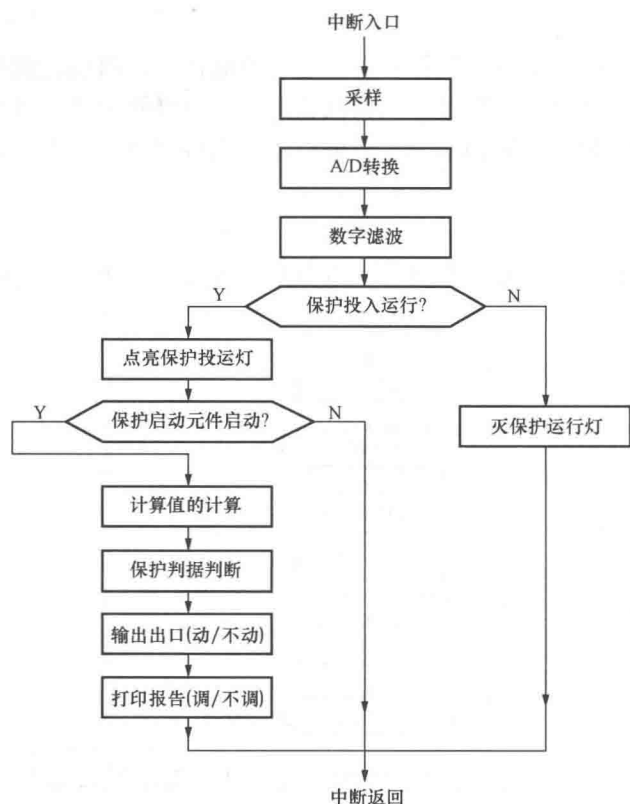 中断入口
采样
A/D转换
数字滤波
Y
保护投入运行?
N
点亮保护投运灯
Y
保护启动元件启动?
N
灭保护运行灯
计算值的计算
保护判据判断
输出出口(动/不动)
打印报告(调/不调)
中断返回